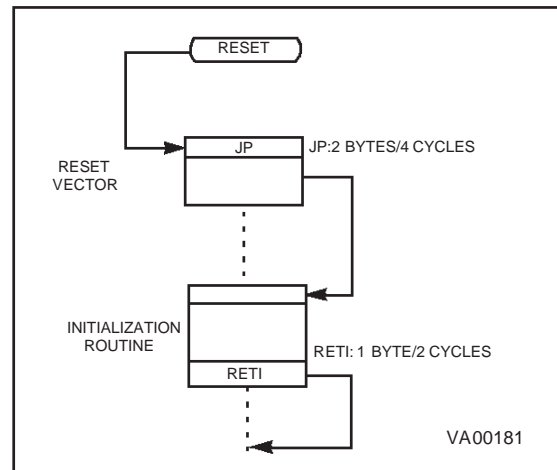 RESET
JP
JP:2 BYTES/4 CYCLES
RESET
VECTOR
INITIALIZATION
ROUTINE
RETI: 1 BYTE/2 CYCLES
RETI
VA00181